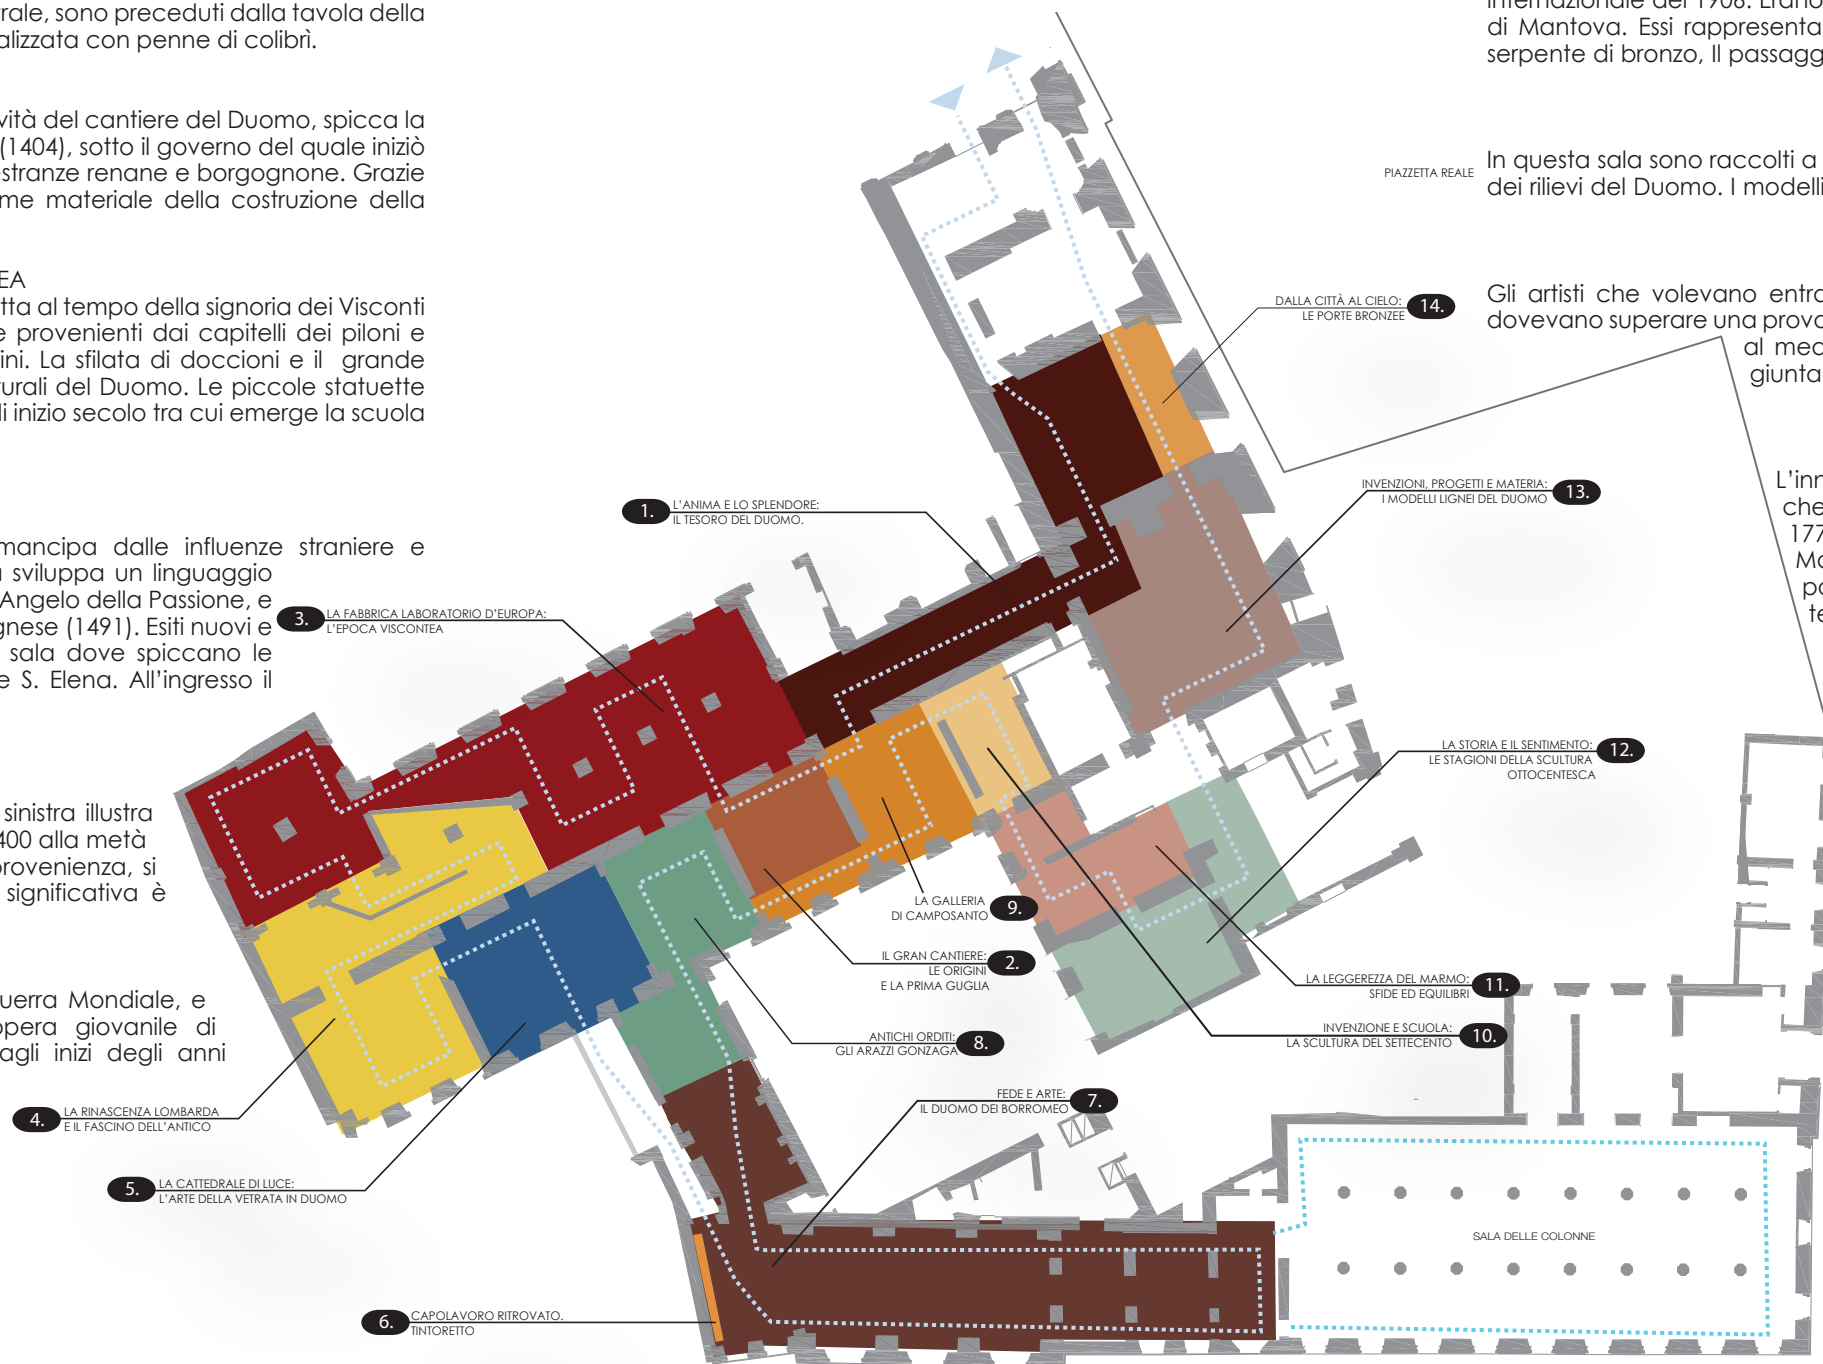 trale, sono preceduti dalla tavola della
alizzata con penne di colibrì.
vità del cantiere del Duomo, spicca la
(1404), sotto il governo del quale iniziò
stranze renane e borgognone. Grazie
me materiale della costruzione della
EA
tta al tempo della signoria dei Visconti
e provenienti dai capitelli dei piloni e
ini. La sfilata di doccioni e il grande
urali del Duomo. Le piccole statuette
li inizio secolo tra cui emerge la scuola
mancipa dalle influenze straniere e
a sviluppa un linguaggio
Angelo della Passione, e
gnese (1491). Esiti nuovi e
sala dove spiccano le
e S. Elena. All'ingresso il
sinistra illustra
400 alla metà
provenienza, si
significativa è
uerra Mondiale, e
opera giovanile di
agli inizi degli anni
internazionale del 1906. Erano
di Mantova. Essi rappresenta
serpente di bronzo, Il passagg
PIAZZETTA REALE
In questa sala sono raccolti a
dei rilievi del Duomo. I modelli
Gli artisti che volevano entra
dovevano superare una prova
al med
giunta
L'inn
che
177
Ma
po
te
1. L'ANIMA E LO SPLENDORE:
IL TESORO DEL DUOMO.
3. LA FABBRICA LABORATORIO D'EUROPA:
L'EPOCA VISCONTEA
DALLA CITTÀ AL CIELO:
LE PORTE BRONZEE 14.
INVENZIONI, PROGETTI E MATERIA:
I MODELLI LIGNEI DEL DUOMO 13.
LA STORIA E IL SENTIMENTO: 12.
LE STAGIONI DELLA SCULTURA
OTTOCENTESCA
LA GALLERIA
DI CAMPOSANTO 9.
IL GRAN CANTIERE: 2.
LE ORIGINI
E LA PRIMA GUGLIA
LA LEGGEREZZA DEL MARMO: 11.
SFIDE ED EQUILIBRI
INVENZIONE E SCUOLA: 10.
LA SCULTURA DEL SETTECENTO
ANTICHI ORDITI: 8.
GLI ARAZZI GONZAGA
FEDE E ARTE: 7.
IL DUOMO DEI BORROMEO
4. LA RINASCENZA LOMBARDA
E IL FASCINO DELL'ANTICO
5. LA CATTEDRALE DI LUCE:
L'ARTE DELLA VETRATA IN DUOMO
SALA DELLE COLONNE
6. CAPOLAVORO RITROVATO.
TINTORETTO